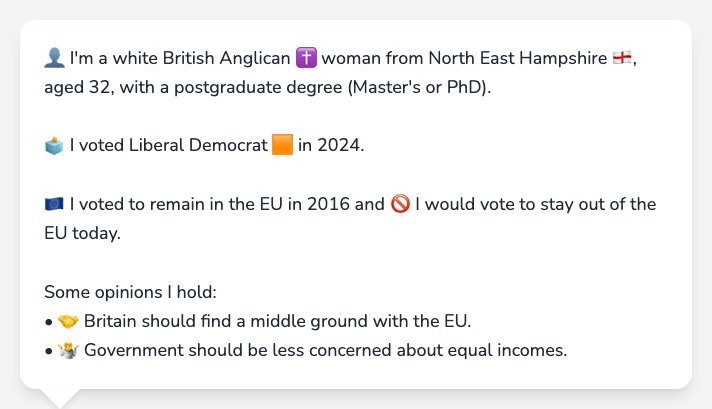 👤 I'm a white British Anglican ✝️ woman from North East Hampshire 🏴󠁧󠁢󠁥󠁮󠁧󠁿,
aged 32, with a postgraduate degree (Master's or PhD).
🗳️ I voted Liberal Democrat 🟧 in 2024.
🇪🇺 I voted to remain in the EU in 2016 and 🚫 I would vote to stay out of the
EU today.
Some opinions I hold:
• 🤝 Britain should find a middle ground with the EU.
• 🤷 Government should be less concerned about equal incomes.